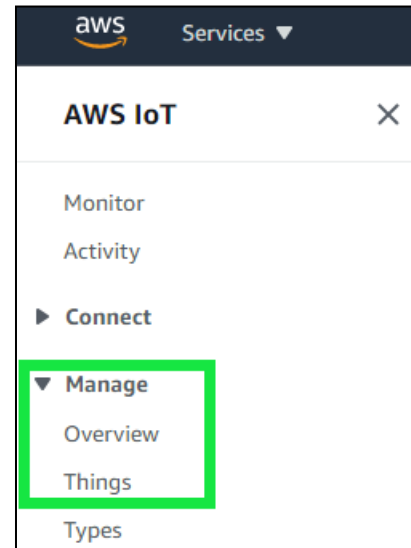 aws Services ▼
AWS IoT ×
Monitor
Activity
▶ Connect
▼ Manage
Overview
Things
Types